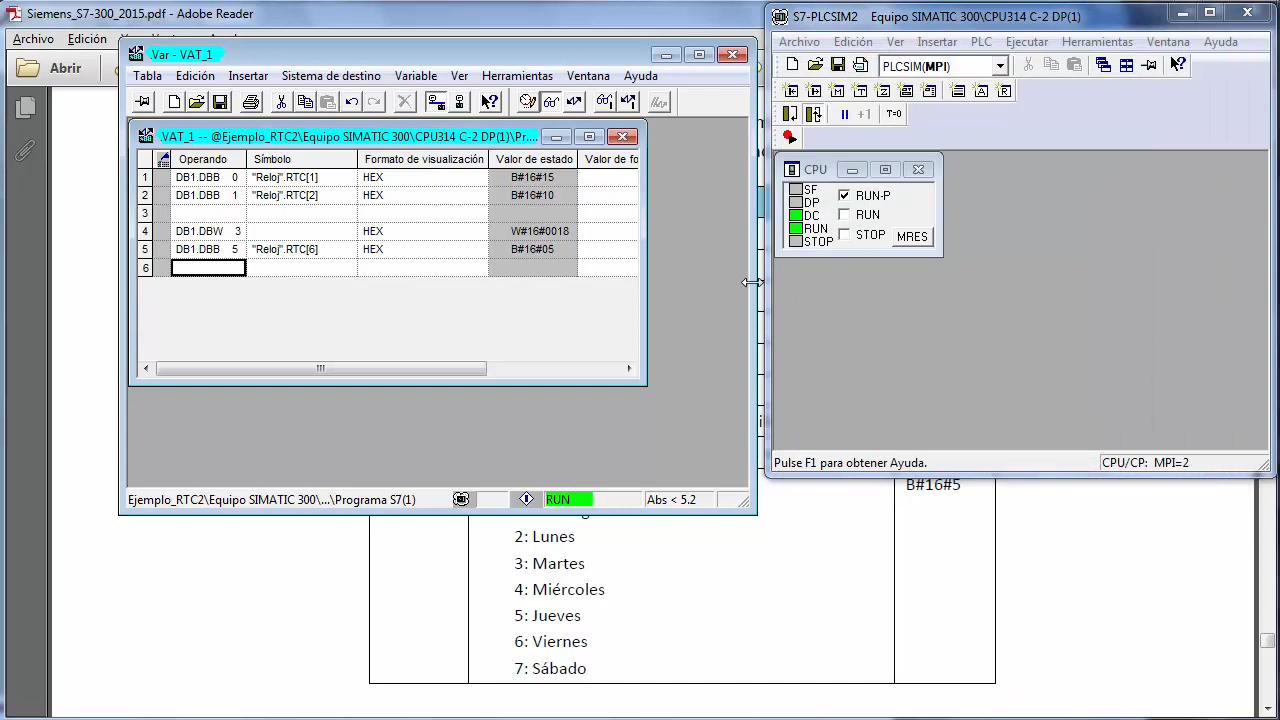 Siemens_S7-300_2015.pdf - Adobe Reader
Archivo Edición
Abrir
Var - VAT_1
Tabla Edición Insertar Sistema de destino Variable Ver Herramientas Ventana Ayuda
VAT_1 -- @Ejemplo_RTC2\Equipo SIMATIC 300\CPU314 C-2 DP(1)\Pr....
Operando Símbolo Formato de visualización Valor de estado Valor de fo
1 DB1.DBB 0 "Reloj".RTC[1] HEX B#16#15
2 DB1.DBB 1 "Reloj".RTC[2] HEX B#16#10
3
4 DB1.DBW 3 HEX W#16#0018
5 DB1.DBB 5 "Reloj".RTC[6] HEX B#16#05
6
Ejemplo_RTC2\Equipo SIMATIC 300\...\Programa S7(1) RUN Abs < 5.2
S7-PLCSIM2 Equipo SIMATIC 300\CPU314 C-2 DP(1)
Archivo Edición Ver Insertar PLC Ejecutar Herramientas Ventana Ayuda
PLCSIM(MPI)
+1 T=0
CPU
SF
DP
DC
RUN
STOP
RUN-P
RUN
STOP MRES
Pulse F1 para obtener Ayuda. CPU/CP: MPI=2
B#16#5
2: Lunes
3: Martes
4: Miércoles
5: Jueves
6: Viernes
7: Sábado